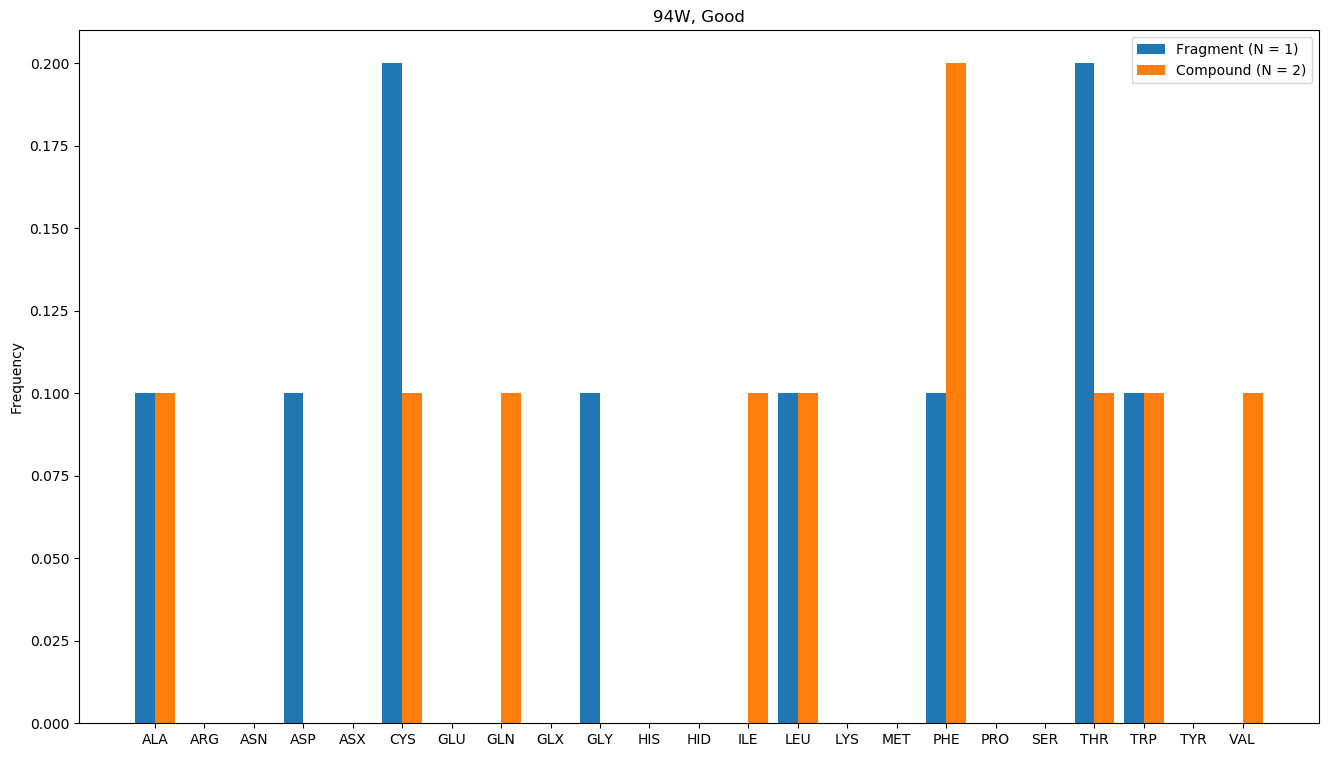 94W, Good
Fragment (N = 1)
Compound (N = 2)
Frequency
0.200
0.175
0.150
0.125
0.100
0.075
0.050
0.025
0.000
ALA ARG ASN ASP ASX CYS GLU GLN GLX GLY HIS HID ILE LEU LYS MET PHE PRO SER THR TRP TYR VAL